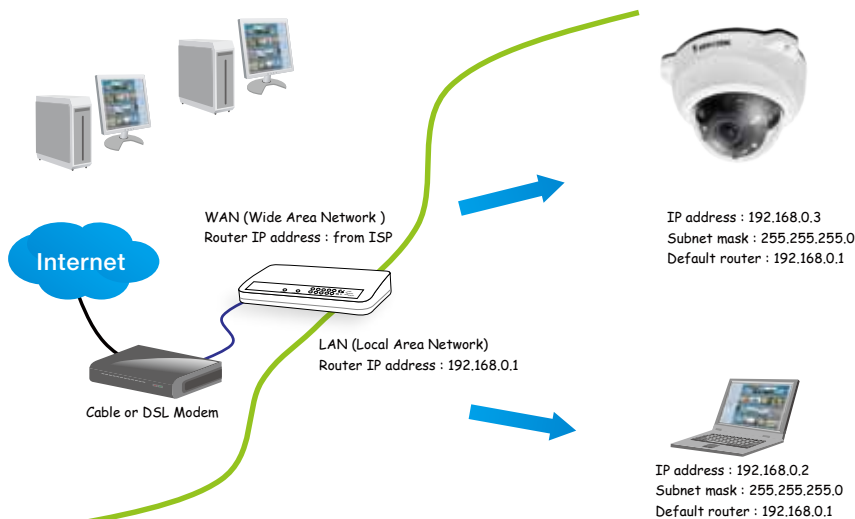 WAN (Wide Area Network )
Router IP address : from ISP
Internet
LAN (Local Area Network)
Router IP address : 192.168.0.1
Cable or DSL Modem
IP address : 192.168.0.3
Subnet mask : 255.255.255.0
Default router : 192.168.0.1
IP address : 192.168.0.2
Subnet mask : 255.255.255.0
Default router : 192.168.0.1